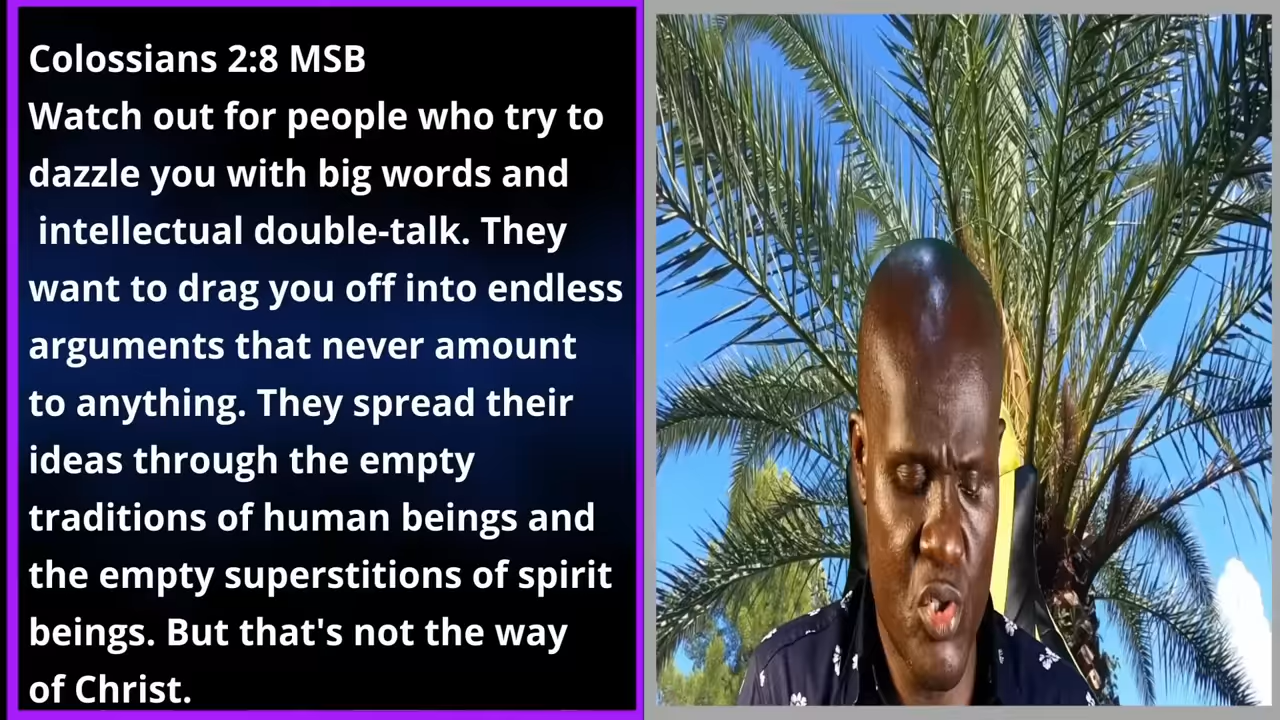 Colossians 2:8 MSB
Watch out for people who try to
dazzle you with big words and
intellectual double-talk. They
want to drag you off into endless
arguments that never amount
to anything. They spread their
ideas through the empty
traditions of human beings and
the empty superstitions of spirit
beings. But that's not the way
of Christ.